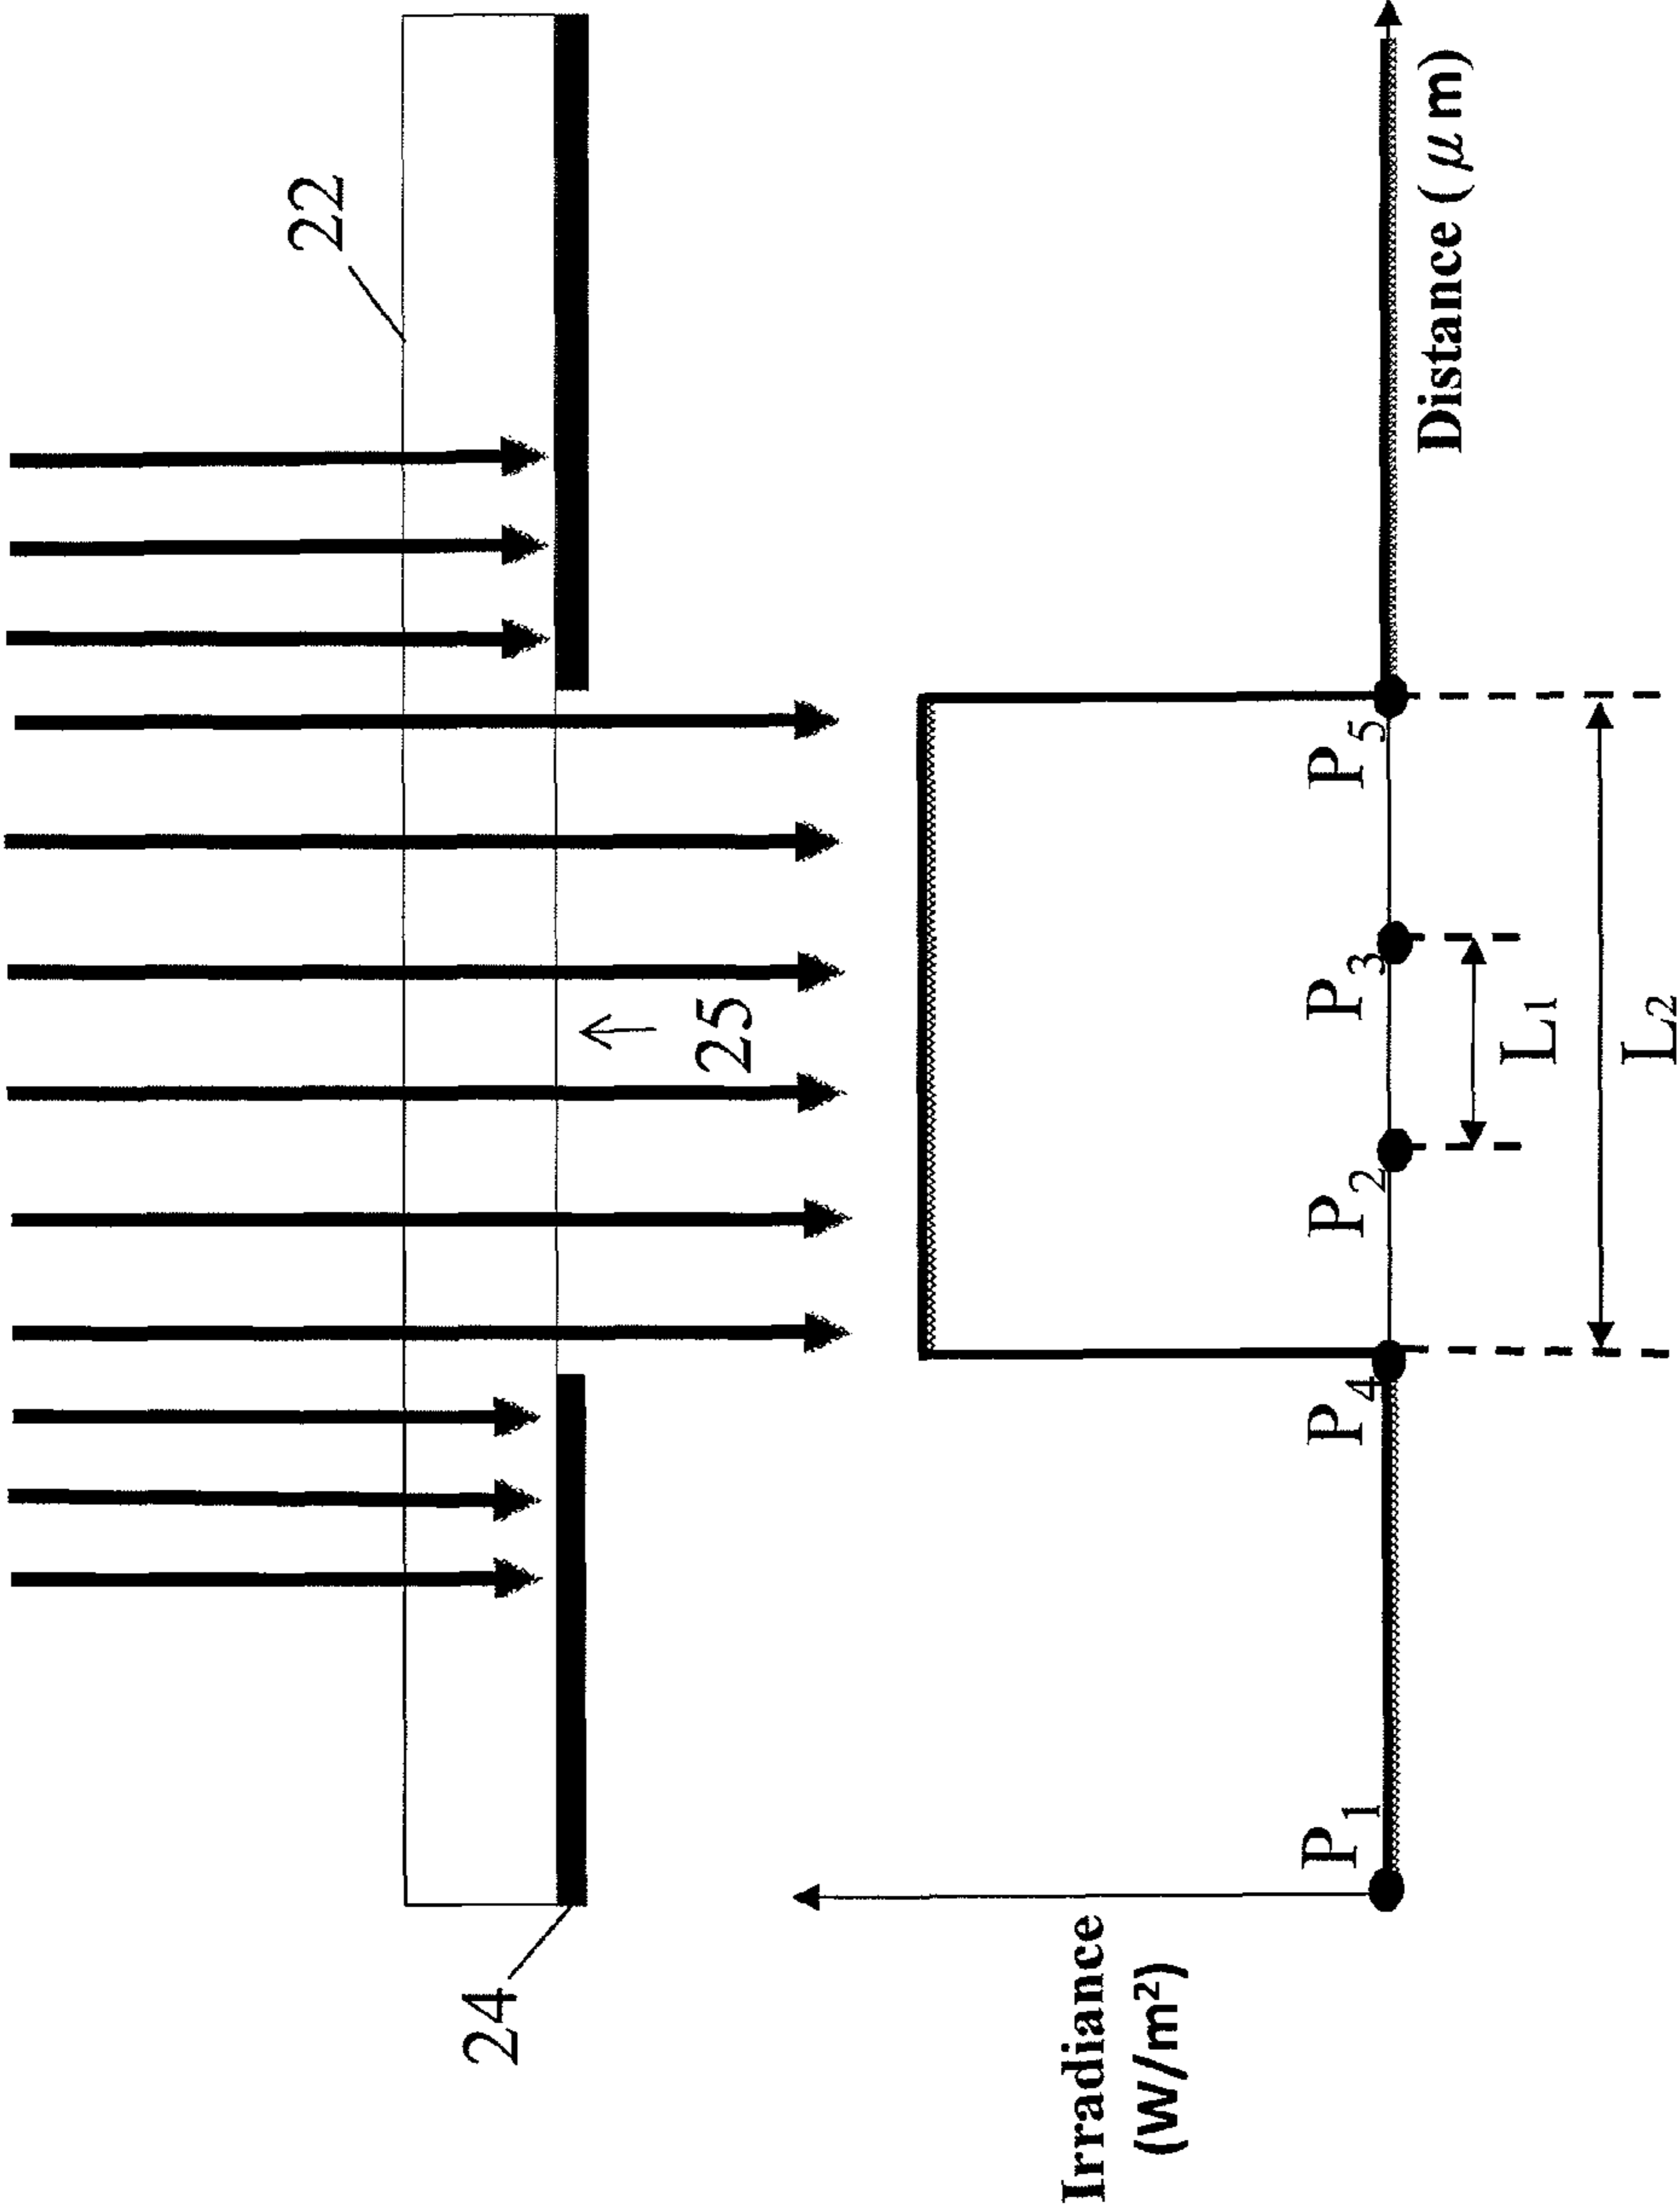 22
24
25
Irradiance
(W/m²)
P1
P4
P2
P3
P5
Distance (μm)
L1
L2